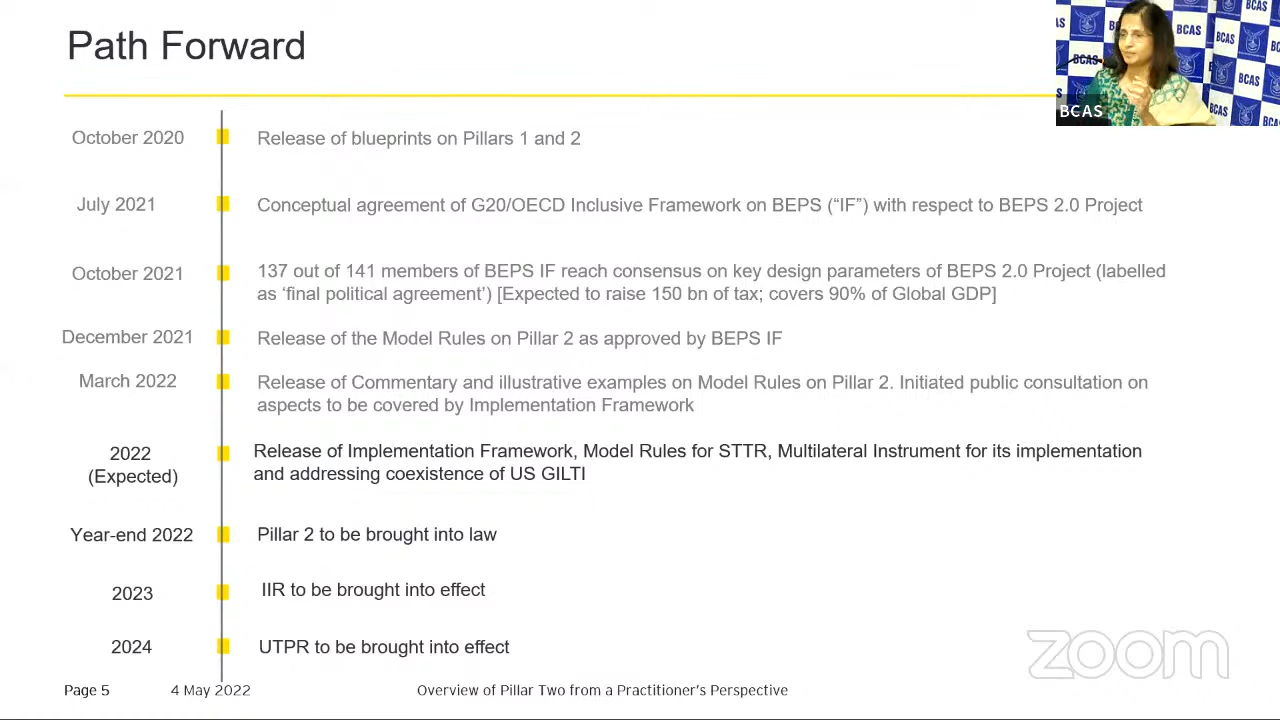 Path Forward
BCAS
BCAS
BCAS
BCAS
BCAS
BCAS
BCAS
October 2020
Release of blueprints on Pillars 1 and 2
July 2021
Conceptual agreement of G20/OECD Inclusive Framework on BEPS (“IF”) with respect to BEPS 2.0 Project
October 2021
137 out of 141 members of BEPS IF reach consensus on key design parameters of BEPS 2.0 Project (labelled
as ‘final political agreement’) [Expected to raise 150 bn of tax; covers 90% of Global GDP]
December 2021
Release of the Model Rules on Pillar 2 as approved by BEPS IF
March 2022
Release of Commentary and illustrative examples on Model Rules on Pillar 2. Initiated public consultation on
aspects to be covered by Implementation Framework
2022
(Expected)
Release of Implementation Framework, Model Rules for STTR, Multilateral Instrument for its implementation
and addressing coexistence of US GILTI
Year-end 2022
Pillar 2 to be brought into law
2023
IIR to be brought into effect
2024
UTPR to be brought into effect
zoom
Page 5
4 May 2022
Overview of Pillar Two from a Practitioner's Perspective